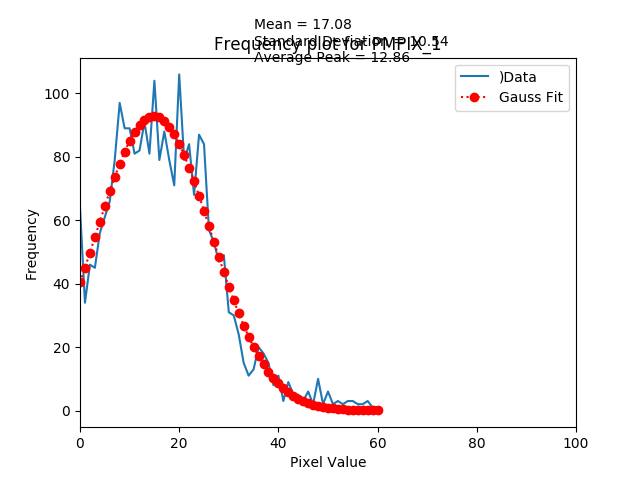 Mean = 17.08
Standard Deviation = 10.54
Frequency plot for PMPIX_1
Average Peak = 12.86
)Data
Gauss Fit
100
80
60
40
20
0
Frequency
0 20 40 60 80 100
Pixel Value